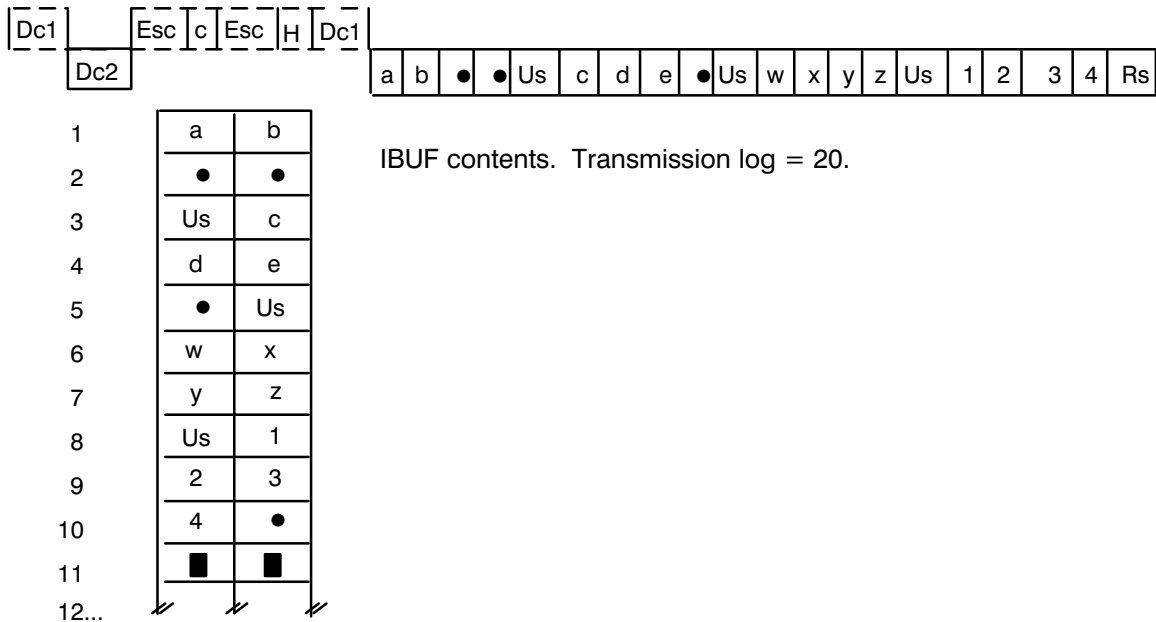 Dc1 Esc c Esc H Dc1
Dc2 a b ● ● Us c d e ● Us w x y z Us 1 2 3 4 Rs
1 a b
IBUF contents. Transmission log = 20.
2 ● ●
3 Us c
4 d e
5 ● Us
6 w x
7 y z
8 Us 1
9 2 3
10 4 ●
11 ■ ■
12...